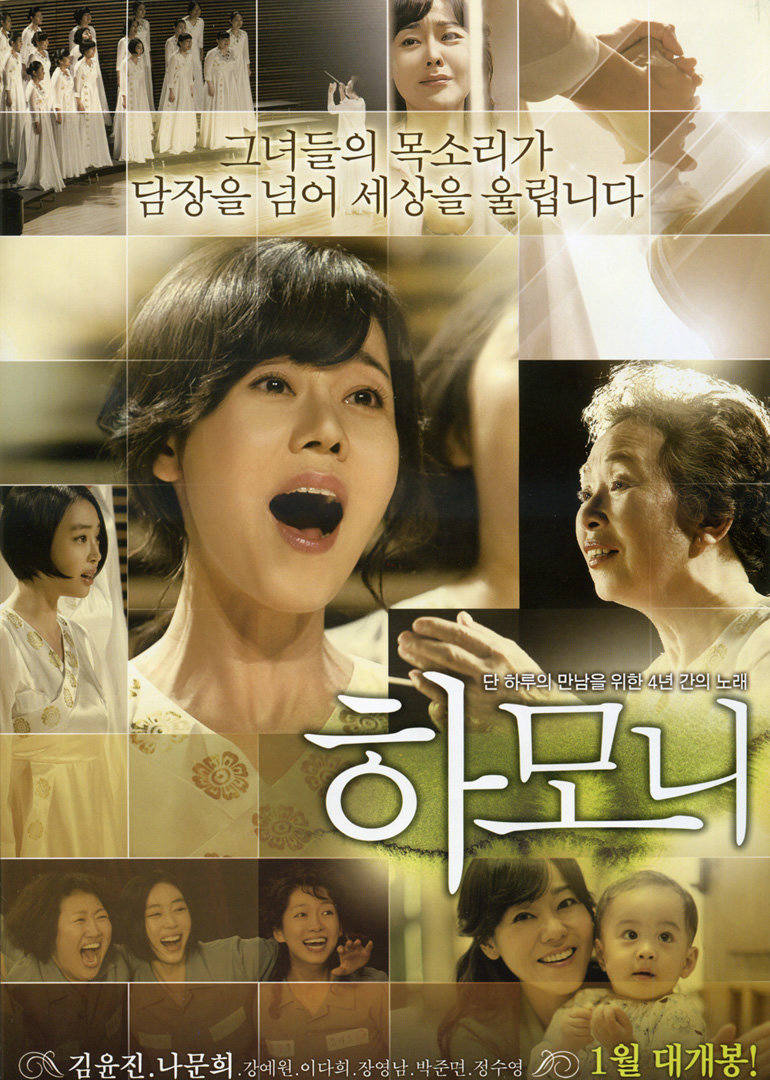 그녀들의 목소리가
담장을 넘어 세상을 울립니다
단 하루의 만남을 위한 4년 간의 노래
하모니
김윤진.나문희.강예원.이다희.장영남.박준면.정수영
1월 대개봉!